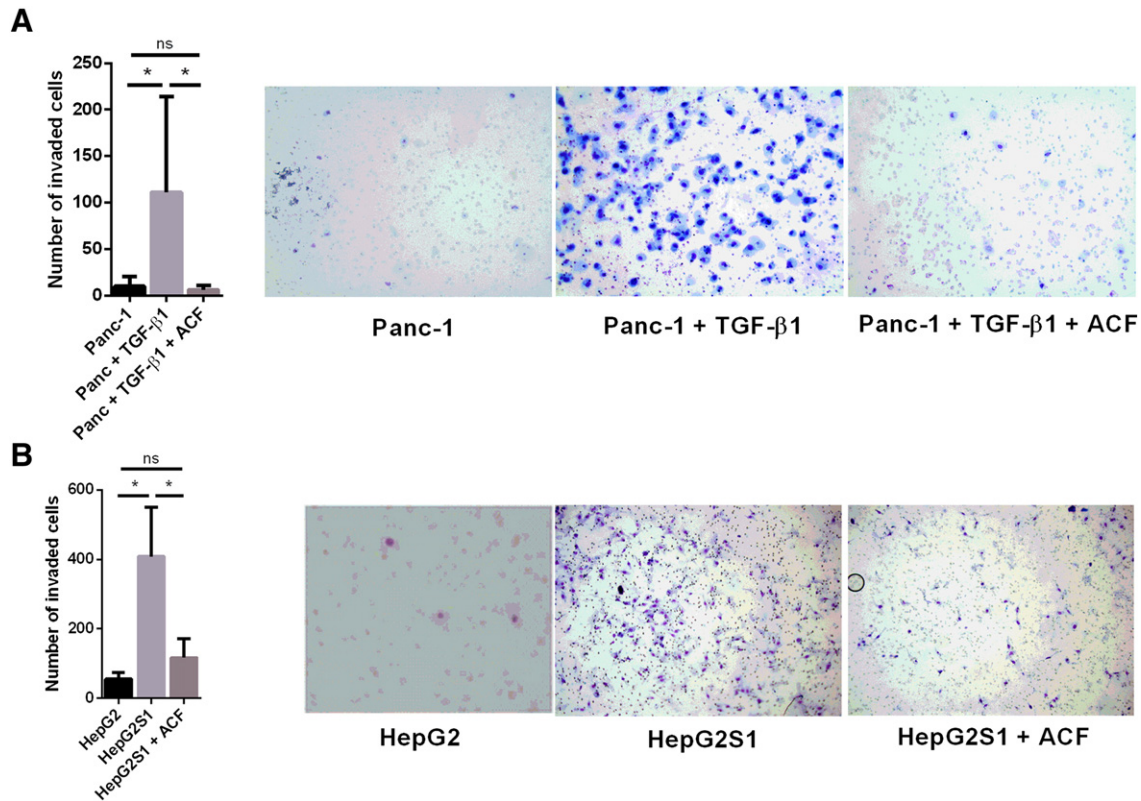 A
ns
* *
Number of invaded cells
250
200
150
100
50
0
Panc-1
Panc + TGF-β1
Panc + TGF-β1 + ACF
Panc-1
Panc-1 + TGF-β1
Panc-1 + TGF-β1 + ACF
B
ns
* *
Number of invaded cells
600
400
200
0
HepG2
HepG2S1
HepG2S1 + ACF
HepG2
HepG2S1
HepG2S1 + ACF